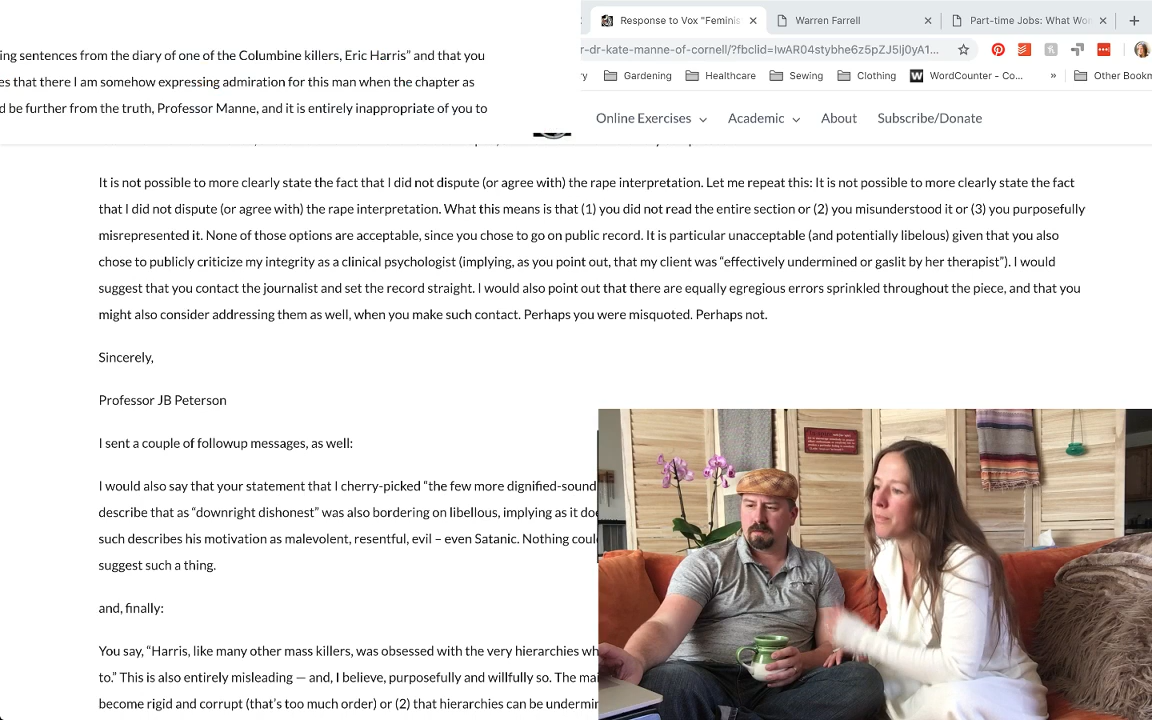 ing sentences from the diary of one of the Columbine killers, Eric Harris” and that you
es that there I am somehow expressing admiration for this man when the chapter as
d be further from the truth, Professor Manne, and it is entirely inappropriate of you to
Response to Vox "Feminis
Warren Farrell
Part-time Jobs: What Wo
r-dr-kate-manne-of-cornell/?fbclid=IwAR04stybhe6z5pZJ5Ij0yA1...
ry
Gardening
Healthcare
Sewing
Clothing
WordCounter – Co...
»
Other Bookm
Online Exercises
Academic
About
Subscribe/Donate
It is not possible to more clearly state the fact that I did not dispute (or agree with) the rape interpretation. Let me repeat this: It is not possible to more clearly state the fact
that I did not dispute (or agree with) the rape interpretation. What this means is that (1) you did not read the entire section or (2) you misunderstood it or (3) you purposefully
misrepresented it. None of those options are acceptable, since you chose to go on public record. It is particular unacceptable (and potentially libelous) given that you also
chose to publicly criticize my integrity as a clinical psychologist (implying, as you point out, that my client was “effectively undermined or gaslit by her therapist”). I would
suggest that you contact the journalist and set the record straight. I would also point out that there are equally egregious errors sprinkled throughout the piece, and that you
might also consider addressing them as well, when you make such contact. Perhaps you were misquoted. Perhaps not.
Sincerely,
Professor JB Peterson
I sent a couple of followup messages, as well:
I would also say that your statement that I cherry-picked “the few more dignified-sound
describe that as “downright dishonest” was also bordering on libellous, implying as it doe
such describes his motivation as malevolent, resentful, evil – even Satanic. Nothing coul
suggest such a thing.
and, finally:
You say, “Harris, like many other mass killers, was obsessed with the very hierarchies wh
to.” This is also entirely misleading — and, I believe, purposefully and willfully so. The mai
become rigid and corrupt (that’s too much order) or (2) that hierarchies can be undermin